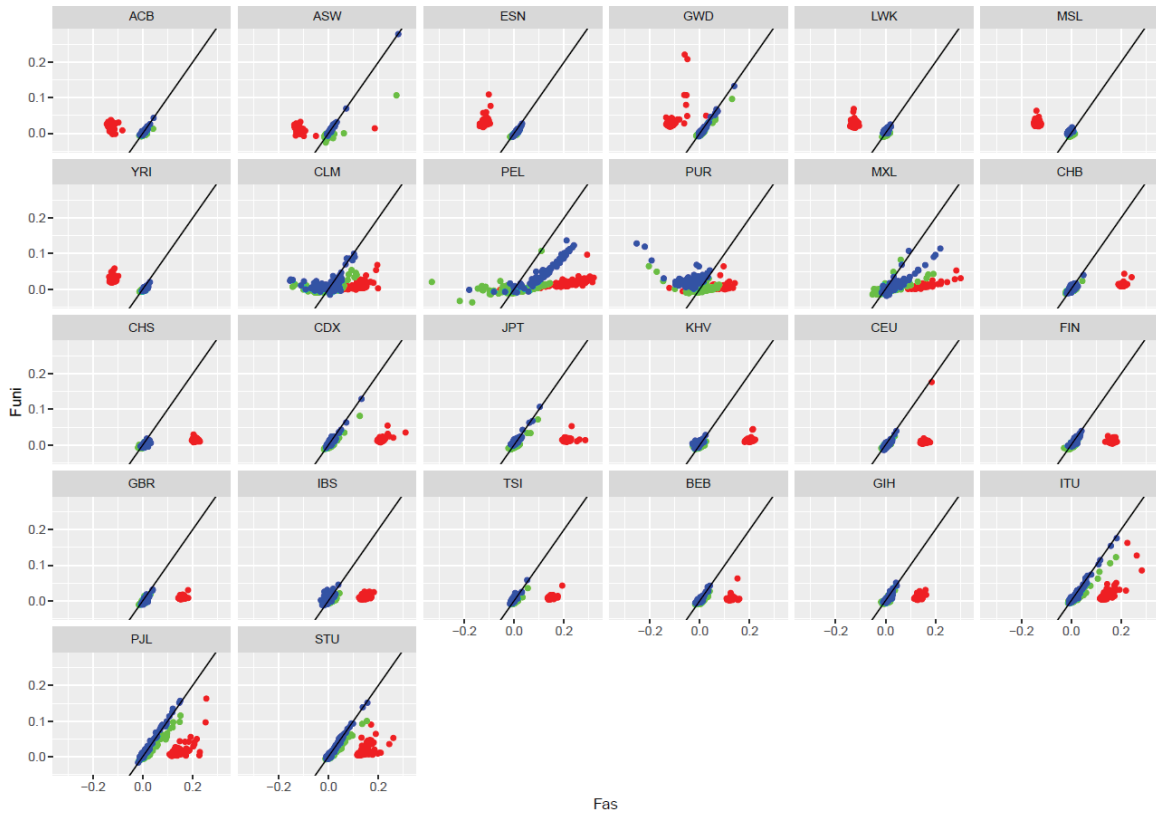 ACB ASW ESN GWD LWK MSL
0.2
0.1
0.0
YRI CLM PEL PUR MXL CHB
0.2
0.1
0.0
CHS CDX JPT KHV CEU FIN
0.2
0.1
0.0
GBR IBS TSI BEB GIH ITU
0.2
0.1
0.0
−0.2 0.0 0.2 −0.2 0.0 0.2 −0.2 0.0 0.2 −0.2 0.0 0.2
PJL STU
0.2
0.1
0.0
−0.2 0.0 0.2 −0.2 0.0 0.2
Fas
Funi